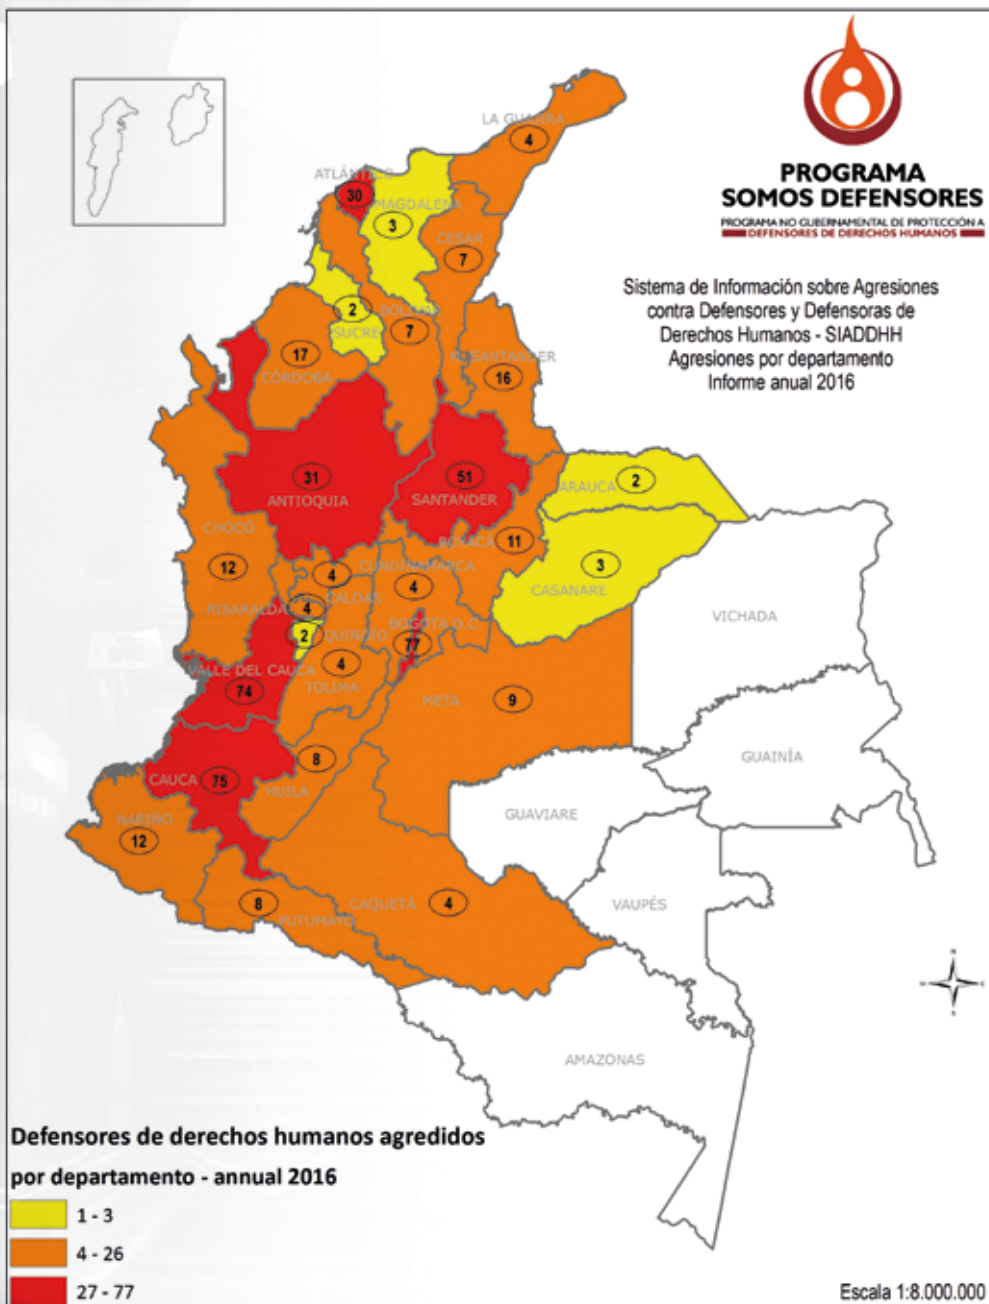 PROGRAMA
SOMOS DEFENSORES
PROGRAMA NO GUBERNAMENTAL DE PROTECCIÓN A
DEFENSORES DE DERECHOS HUMANOS
Sistema de Información sobre Agresiones
contra Defensores y Defensoras de
Derechos Humanos - SIADDHH
Agresiones por departamento
Informe anual 2016
LA GUAJIRA
4
ATLÁNTICO
30
MAGDALENA
3
CESAR
7
2
SUCRE
BOLIVAR
7
17
CÓRDOBA
N.SANTANDER
16
31
ANTIOQUIA
51
SANTANDER
ARAUCA
2
CHOCÓ
12
BOYACÁ
11
3
CASANARE
CUNDINAMARCA
4
4
CALDAS
RISARALDA
4
2
QUINDIO
BOGOTÁ D.C.
77
VICHADA
VALLE DEL CAUCA
74
4
TOLIMA
META
9
GUAINÍA
CAUCA
75
8
HUILA
GUAVIARE
NARIÑO
12
8
PUTUMAYO
CAQUETÁ
4
VAUPÉS
AMAZONAS
Defensores de derechos humanos agredidos
por departamento - annual 2016
1 - 3
4 - 26
27 - 77
Escala 1:8.000.000